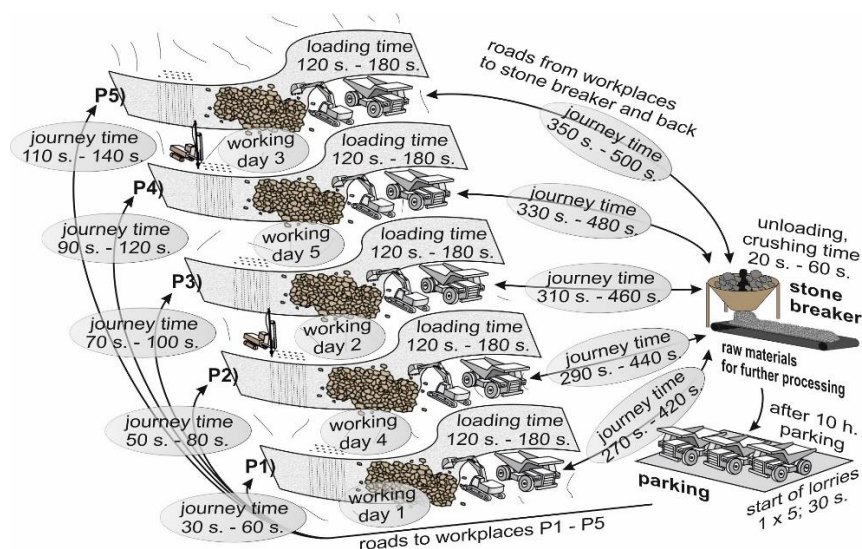 loading time
120 s. - 180 s.
roads from workplaces
to stone breaker and back
P5)
journey time
350 s. - 500 s.
journey time
110 s. - 140 s.
working
day 3
loading time
120 s. - 180 s.
P4)
journey time
330 s. - 480 s.
unloading,
crushing time
20 s. - 60 s.
journey time
90 s. - 120 s.
working
day 5
loading time
120 s. - 180 s.
P3)
journey time
310 s. - 460 s.
stone
breaker
journey time
70 s. - 100 s.
working
day 2
loading time
120 s. - 180 s.
raw materials
for further processing
P2)
journey time
290 s. - 440 s.
journey time
50 s. - 80 s.
working
day 4
loading time
120 s. - 180 s.
journey time
270 s. - 420 s.
after 10 h.
parking
P1)
working
day 1
parking
start of lorries
1 x 5; 30 s.
journey time
30 s. - 60 s.
roads to workplaces P1 - P5